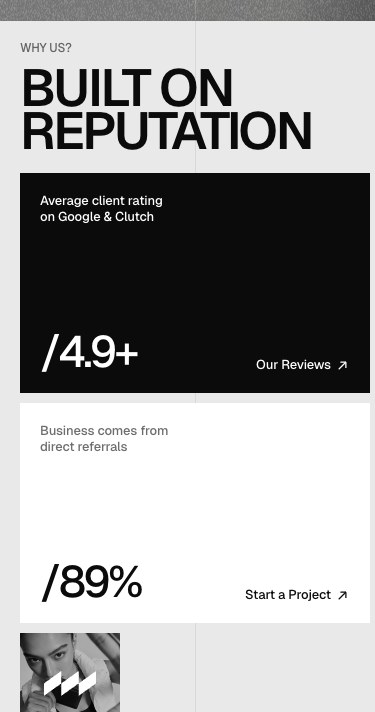 WHY US?
BUILT ON
REPUTATION
Average client rating
on Google & Clutch
/4.9+
Our Reviews
Business comes from
direct referrals
/89%
Start a Project